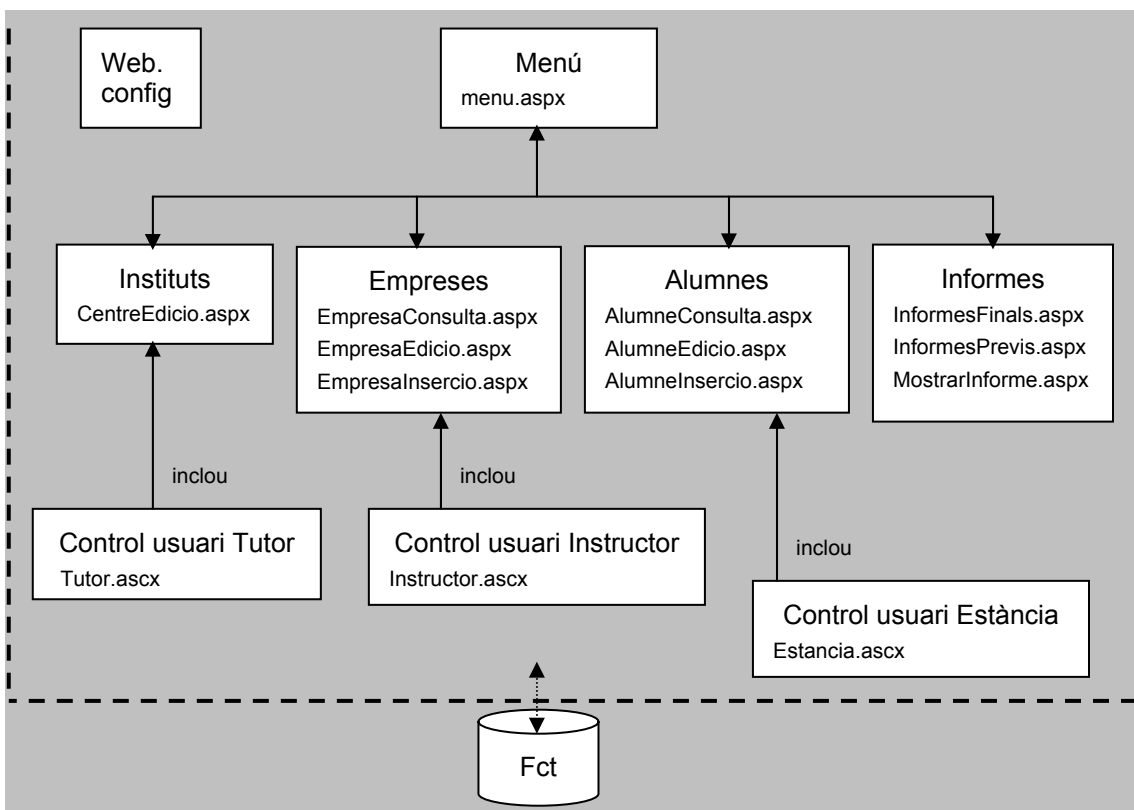 Web.
config
Menú
menu.aspx
Instituts
CentreEdicio.aspx
Empreses
EmpresaConsulta.aspx
EmpresaEdicio.aspx
EmpresaInsercio.aspx
Alumnes
AlumneConsulta.aspx
AlumneEdicio.aspx
AlumneInsercio.aspx
Informes
InformesFinals.aspx
InformesPrevis.aspx
MostrarInforme.aspx
inclou
inclou
inclou
Control usuari Tutor
Tutor.ascx
Control usuari Instructor
Instructor.ascx
Control usuari Estància
Estancia.ascx
Fct